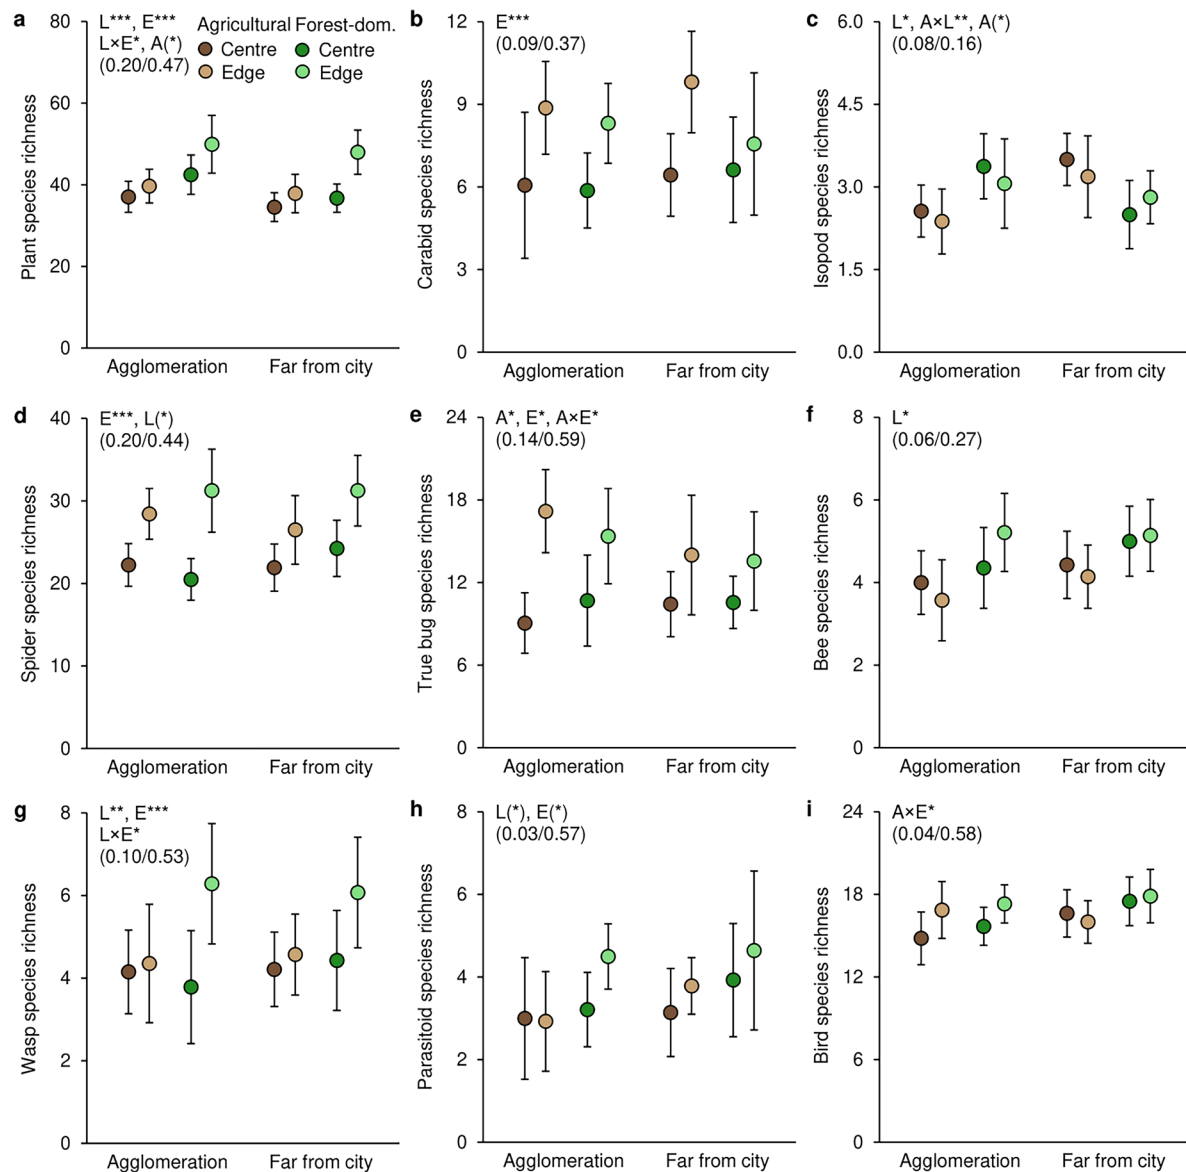 a
L***, E***
L×E*, A(*)
(0.20/0.47)
Agricultural Forest-dom.
Centre Centre
Edge Edge
Plant species richness
80
60
40
20
0
Agglomeration Far from city
b
E***
(0.09/0.37)
Carabid species richness
12
9
6
3
0
Agglomeration Far from city
c
L*, A×L**, A(*)
(0.08/0.16)
Isopod species richness
6.0
4.5
3.0
1.5
0.0
Agglomeration Far from city
d
E***, L(*)
(0.20/0.44)
Spider species richness
40
30
20
10
0
Agglomeration Far from city
e
A*, E*, A×E*
(0.14/0.59)
True bug species richness
24
18
12
6
0
Agglomeration Far from city
f
L*
(0.06/0.27)
Bee species richness
8
6
4
2
0
Agglomeration Far from city
g
L**, E***
L×E*
(0.10/0.53)
Wasp species richness
8
6
4
2
0
Agglomeration Far from city
h
L(*), E(*)
(0.03/0.57)
Parasitoid species richness
8
6
4
2
0
Agglomeration Far from city
i
A×E*
(0.04/0.58)
Bird species richness
24
18
12
6
0
Agglomeration Far from city